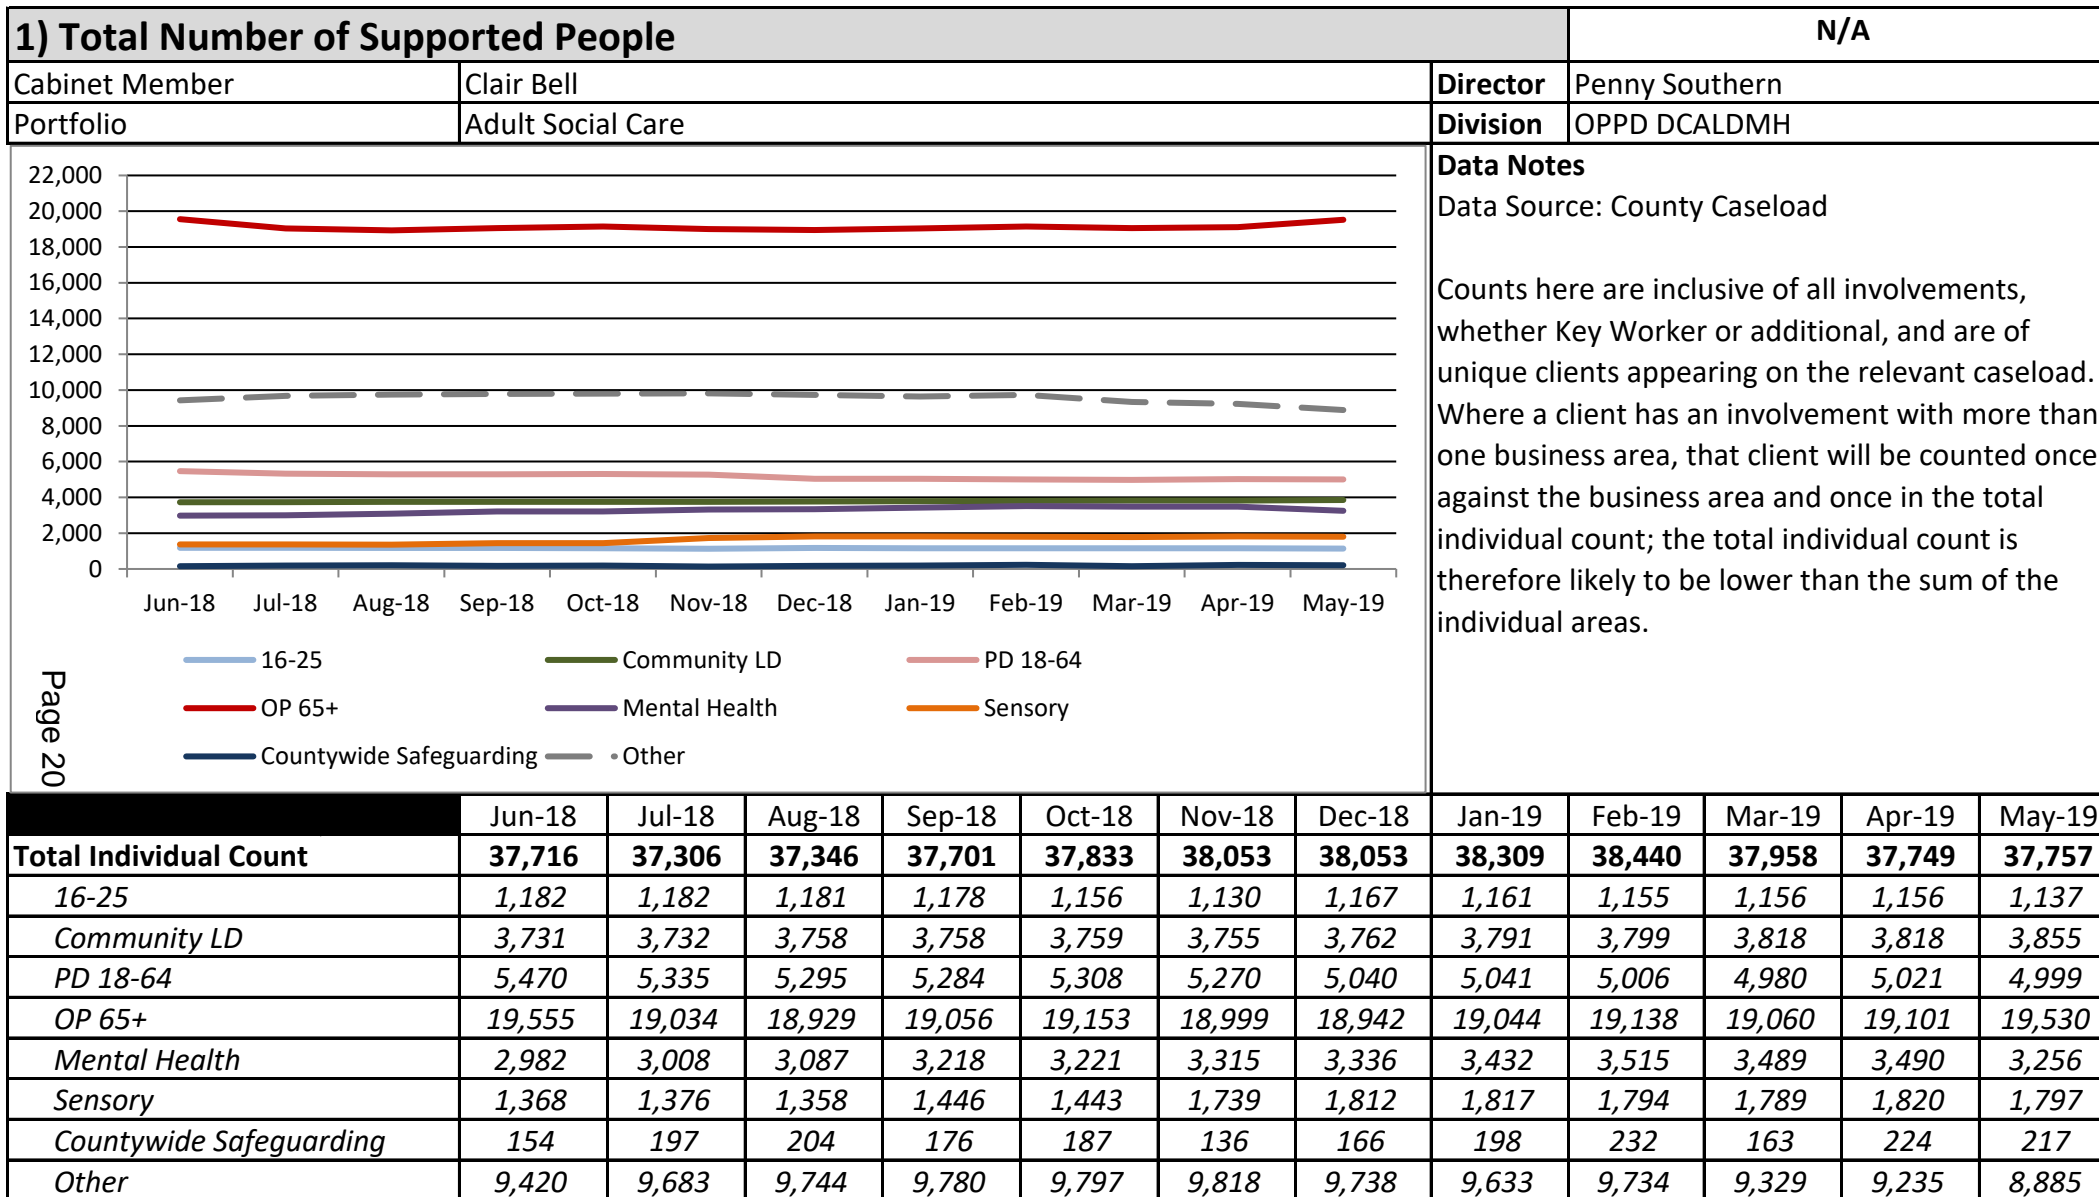 1) Total Number of Supported People N/A
Cabinet Member Clair Bell Director Penny Southern
Portfolio Adult Social Care Division OPPD DCALDMH
22,000
20,000
18,000
16,000
14,000
12,000
10,000
8,000
6,000
4,000
2,000
0
Jun-18 Jul-18 Aug-18 Sep-18 Oct-18 Nov-18 Dec-18 Jan-19 Feb-19 Mar-19 Apr-19 May-19
16-25 Community LD PD 18-64
OP 65+ Mental Health Sensory
Countywide Safeguarding Other
Page 20
Data Notes
Data Source: County Caseload
Counts here are inclusive of all involvements,
whether Key Worker or additional, and are of
unique clients appearing on the relevant caseload.
Where a client has an involvement with more than
one business area, that client will be counted once
against the business area and once in the total
individual count; the total individual count is
therefore likely to be lower than the sum of the
individual areas.
Jun-18 Jul-18 Aug-18 Sep-18 Oct-18 Nov-18 Dec-18 Jan-19 Feb-19 Mar-19 Apr-19 May-19
Total Individual Count 37,716 37,306 37,346 37,701 37,833 38,053 38,053 38,309 38,440 37,958 37,749 37,757
16-25 1,182 1,182 1,181 1,178 1,156 1,130 1,167 1,161 1,155 1,156 1,156 1,137
Community LD 3,731 3,732 3,758 3,758 3,759 3,755 3,762 3,791 3,799 3,818 3,818 3,855
PD 18-64 5,470 5,335 5,295 5,284 5,308 5,270 5,040 5,041 5,006 4,980 5,021 4,999
OP 65+ 19,555 19,034 18,929 19,056 19,153 18,999 18,942 19,044 19,138 19,060 19,101 19,530
Mental Health 2,982 3,008 3,087 3,218 3,221 3,315 3,336 3,432 3,515 3,489 3,490 3,256
Sensory 1,368 1,376 1,358 1,446 1,443 1,739 1,812 1,817 1,794 1,789 1,820 1,797
Countywide Safeguarding 154 197 204 176 187 136 166 198 232 163 224 217
Other 9,420 9,683 9,744 9,780 9,797 9,818 9,738 9,633 9,734 9,329 9,235 8,885